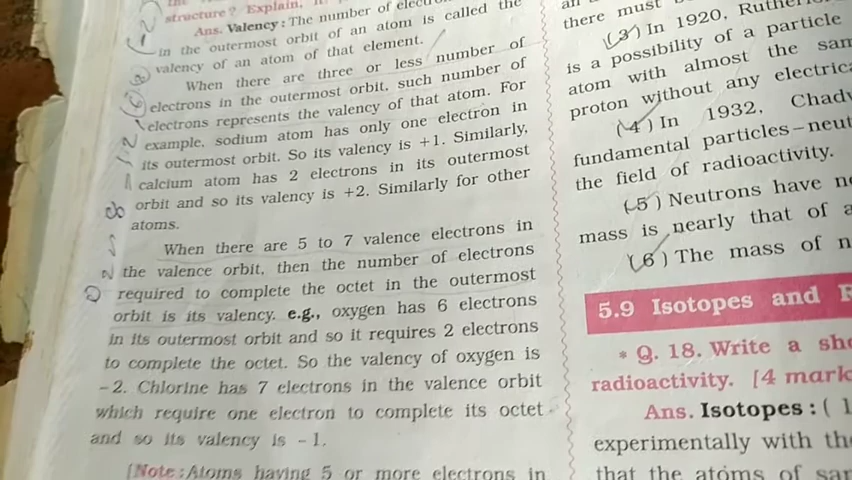 structure? Explain.
Ans. Valency : The number of
in the outermost orbit of an atom is called the
valency of an atom of that element.
When there are three or less number of
electrons in the outermost orbit, such number of
electrons represents the valency of that atom. For
example, sodium atom has only one electron in
its outermost orbit. So its valency is +1. Similarly,
calcium atom has 2 electrons in its outermost
orbit and so its valency is +2. Similarly for other
atoms.
When there are 5 to 7 valence electrons in
the valence orbit, then the number of electrons
required to complete the octet in the outermost
orbit is its valency. e.g., oxygen has 6 electrons
in its outermost orbit and so it requires 2 electrons
to complete the octet. So the valency of oxygen is
–2. Chlorine has 7 electrons in the valence orbit
which require one electron to complete its octet
and so its valency is –1.
[Note : Atoms having 5 or more electrons in
there must
(3) In 1920,
is a possibility of a particle
atom with almost the
proton without any
(4) In 1932,
fundamental particles–
the field of radioactivity.
(5) Neutrons have
mass is nearly that of
(6) The mass of
5.9 Isotopes and
* Q. 18. Write a
radioactivity. [4
Ans. Isotopes : (1
experimentally with
that the atoms of